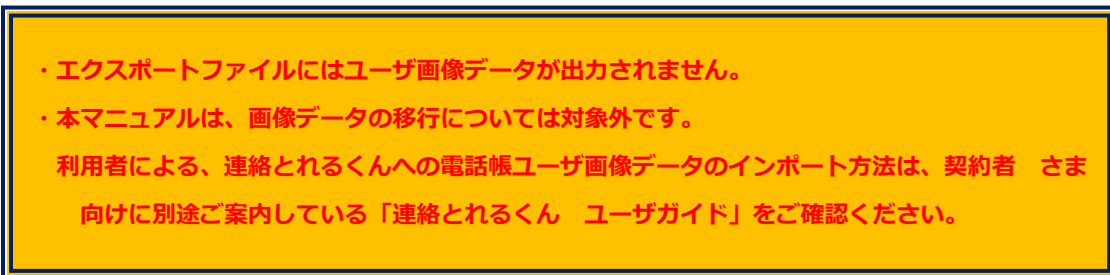 ・エクスポートファイルにはユーザ画像データが出力されません。
・本マニュアルは、画像データの移行については対象外です。
利用者による、連絡とれるくんへの電話帳ユーザ画像データのインポート方法は、契約者　さま
向けに別途ご案内している「連絡とれるくん　ユーザガイド」をご確認ください。